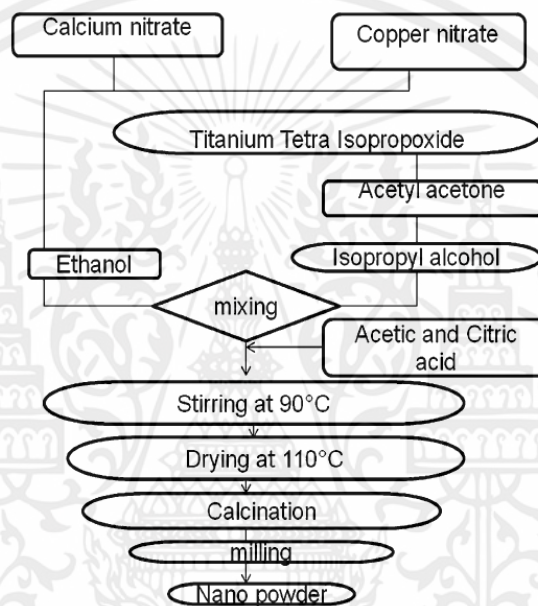 Calcium nitrate
Copper nitrate
Titanium Tetra Isopropoxide
Acetyl acetone
Ethanol
Isopropyl alcohol
mixing
Acetic and Citric
acid
Stirring at 90°C
Drying at 110°C
Calcination
milling
Nano powder